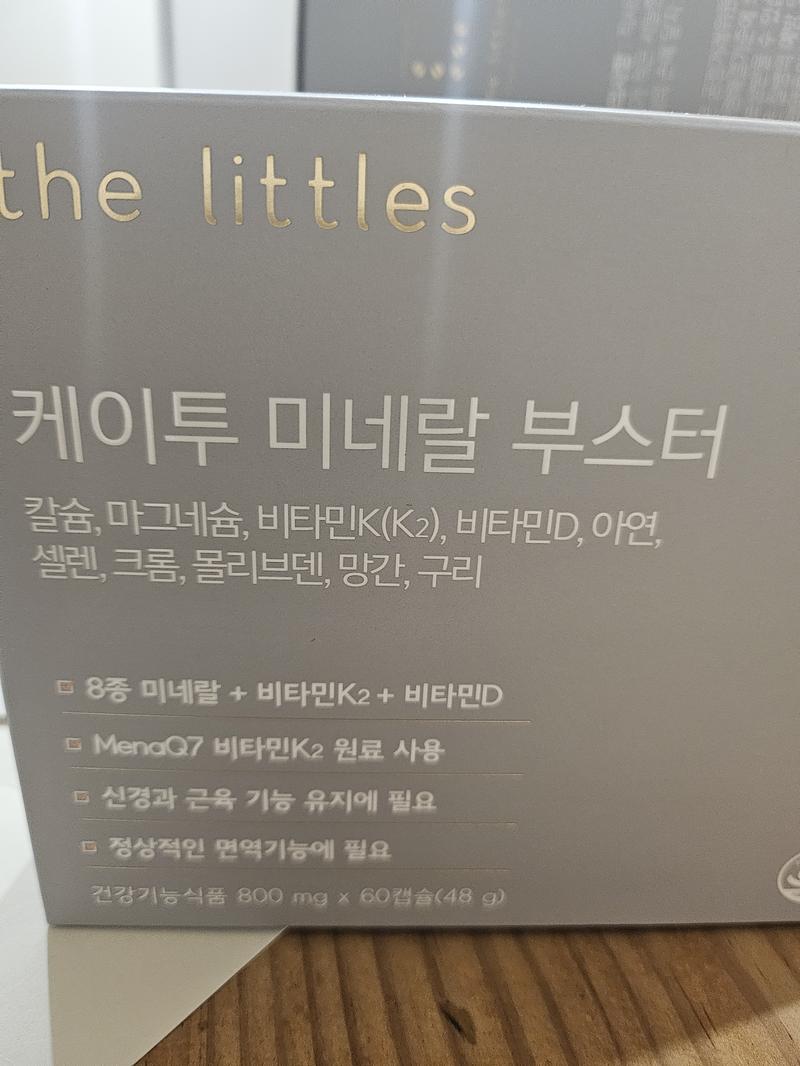 the littles
케이투 미네랄 부스터
칼슘, 마그네슘, 비타민K(K2), 비타민D, 아연,
셀렌, 크롬, 몰리브덴, 망간, 구리
8종 미네랄 + 비타민K2 + 비타민D
MenaQ7 비타민K2 원료 사용
신경과 근육 기능 유지에 필요
정상적인 면역기능에 필요
건강기능식품 800 mg x 60캡슐(48 g)